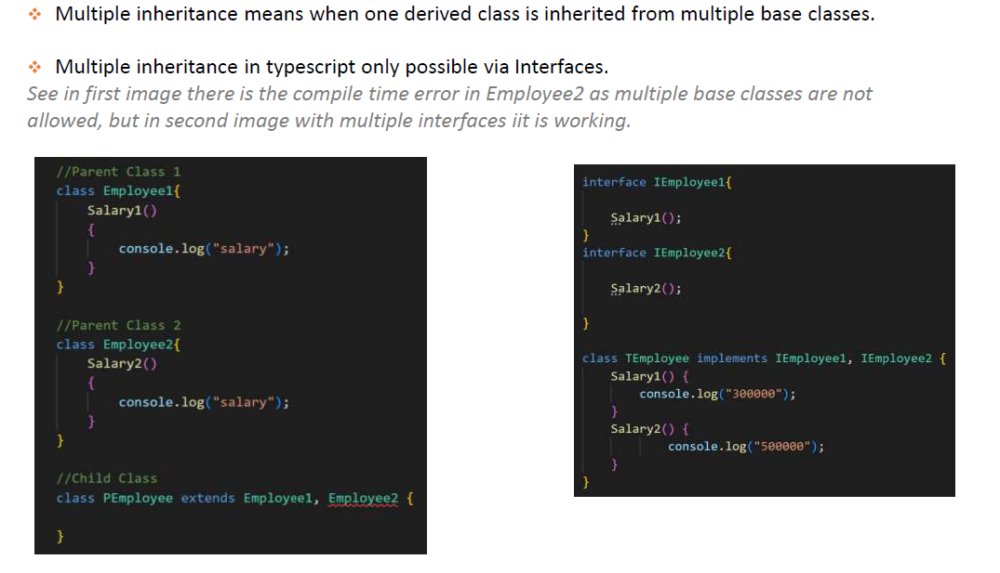 Multiple inheritance means when one derived class is inherited from multiple base classes.
Multiple inheritance in typescript only possible via Interfaces.
See in first image there is the compile time error in Employee2 as multiple base classes are not
allowed, but in second image with multiple interfaces iit is working.
//Parent Class 1
class Employee1{
Salary1()
{
console.log("salary");
}
}
//Parent Class 2
class Employee2{
Salary2()
{
console.log("salary");
}
}
//Child Class
class PEmployee extends Employee1, Employee2 {
}
interface IEmployee1{
Salary1();
}
interface IEmployee2{
Salary2();
}
class TEmployee implements IEmployee1, IEmployee2 {
Salary1() {
console.log("300000");
}
Salary2() {
console.log("500000");
}
}